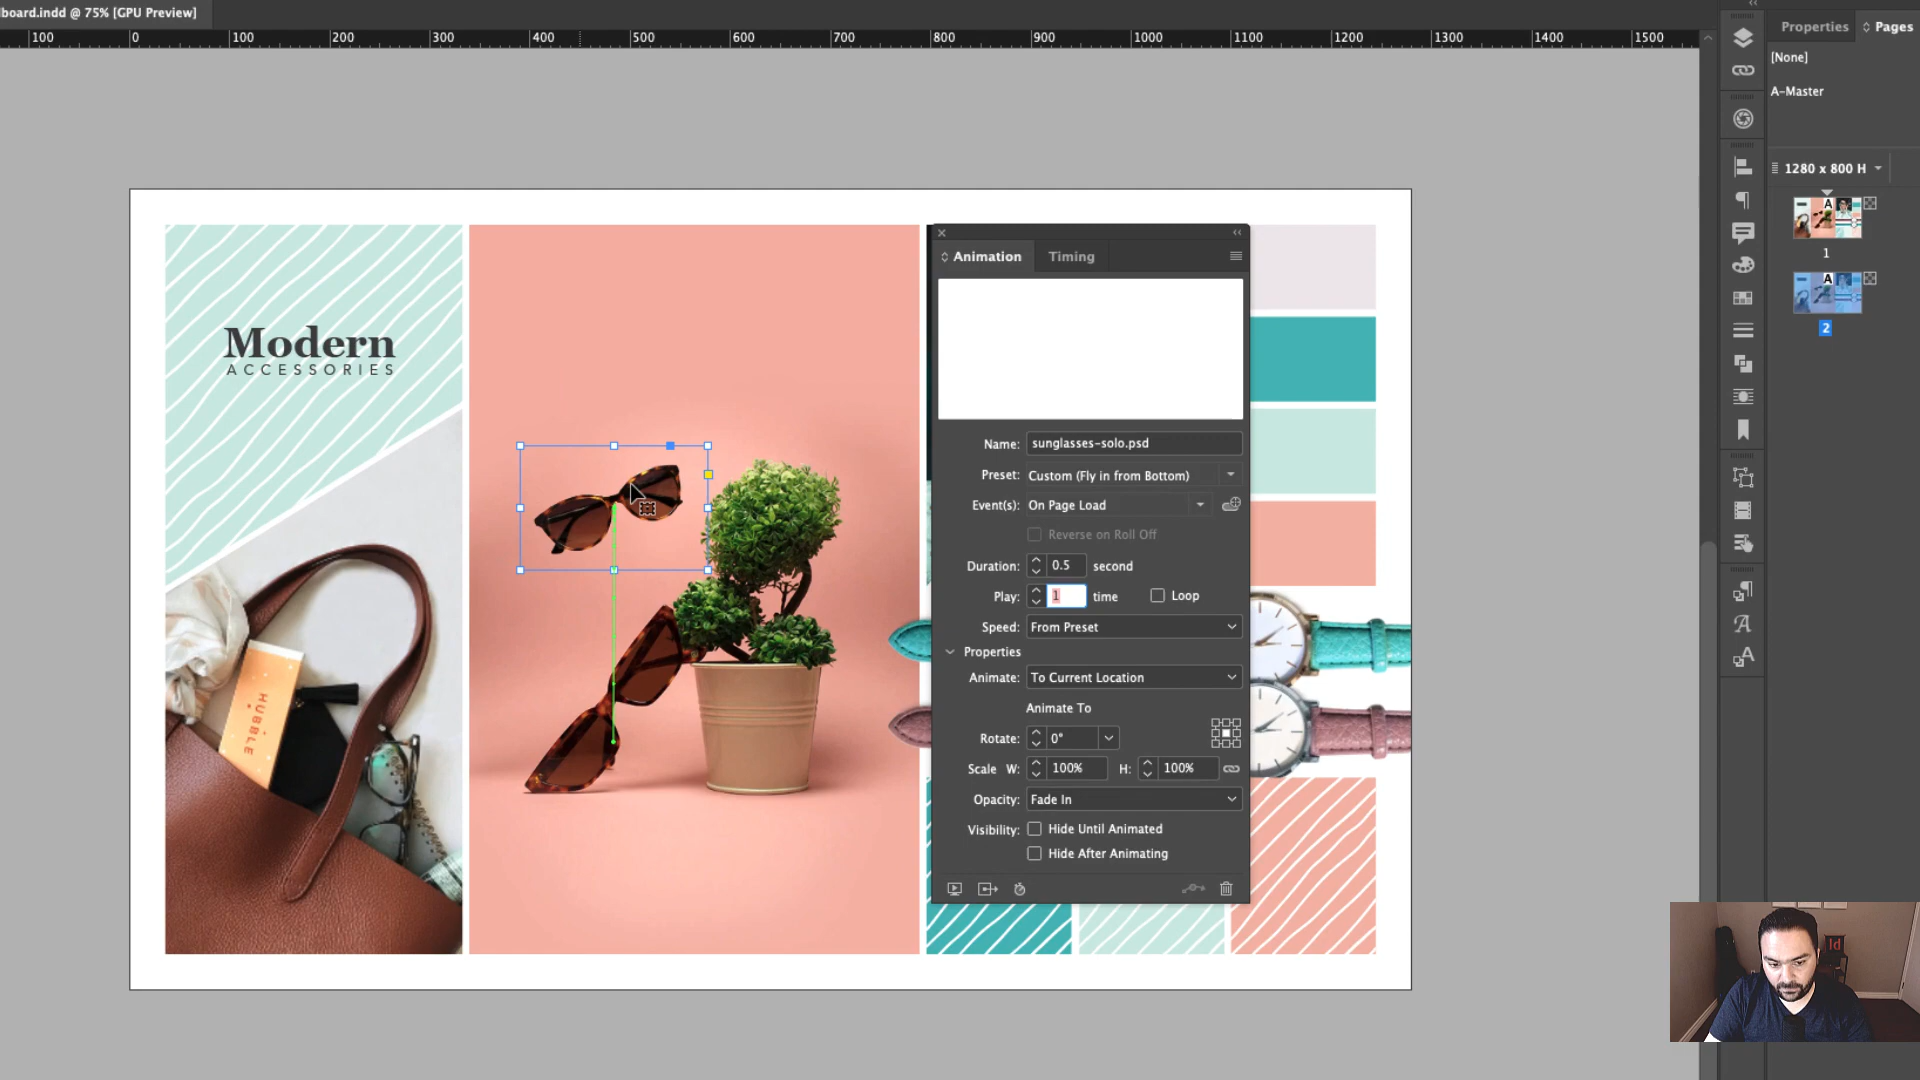 lboard.indd @ 75% [GPU Preview]
100 0 100 200 300 400 500 600 700 800 900 1000 1100 1200 1300 1400 1500
Properties
Pages
[None]
A-Master
1280 x 800 H
A
1
A
2
Modern
ACCESSORIES
HUBBLE
Animation
Timing
Name: sunglasses-solo.psd
Preset: Custom (Fly in from Bottom)
Event(s): On Page Load
Reverse on Roll Off
Duration: 0.5 second
Play: 1 time Loop
Speed: From Preset
Properties
Animate: To Current Location
Animate To
Rotate: 0°
Scale W: 100% H: 100%
Opacity: Fade In
Visibility: Hide Until Animated
Hide After Animating
Id